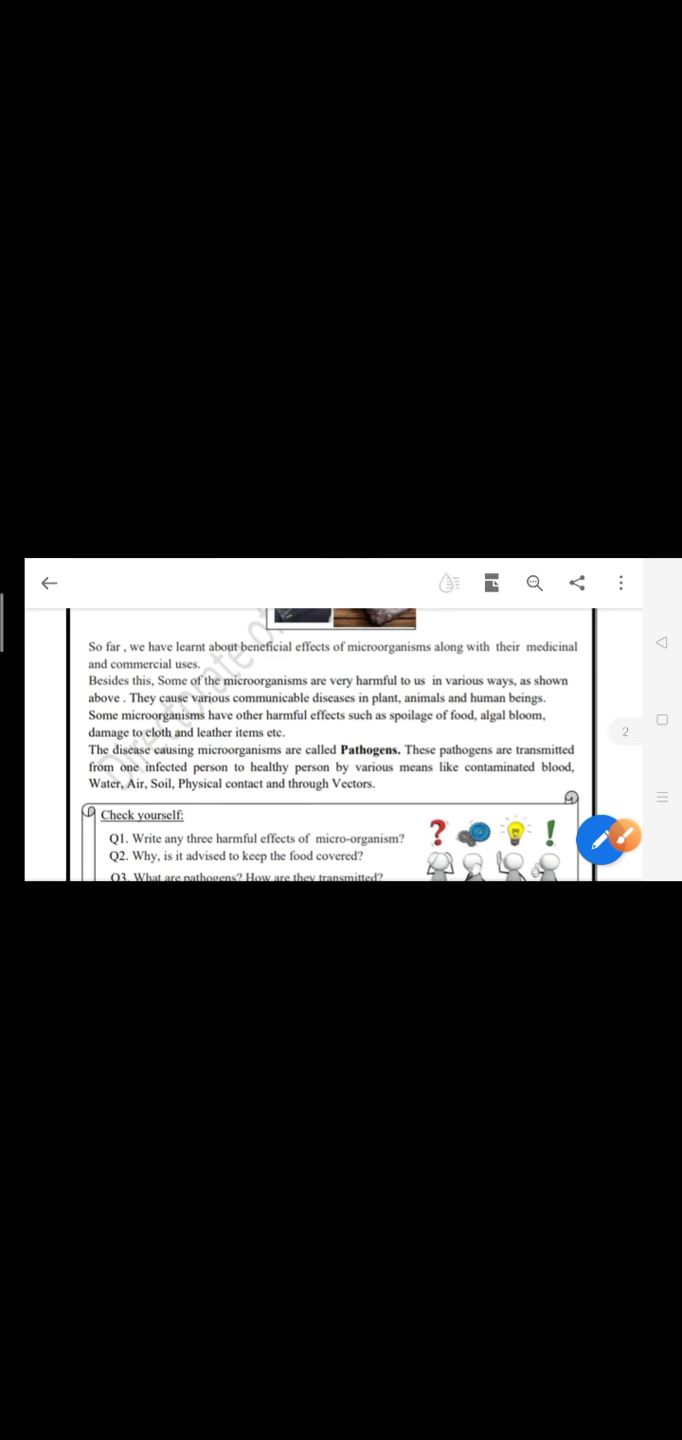 So far , we have learnt about beneficial effects of microorganisms along with their medicinal
and commercial uses.
Besides this, Some of the microorganisms are very harmful to us in various ways, as shown
above . They cause various communicable diseases in plant, animals and human beings.
Some microorganisms have other harmful effects such as spoilage of food, algal bloom,
damage to cloth and leather items etc.
The disease causing microorganisms are called Pathogens. These pathogens are transmitted
from one infected person to healthy person by various means like contaminated blood,
Water, Air, Soil, Physical contact and through Vectors.
2
Check yourself:
Q1. Write any three harmful effects of micro-organism?
Q2. Why, is it advised to keep the food covered?
Q3. What are pathogens? How are they transmitted?
Directorate of